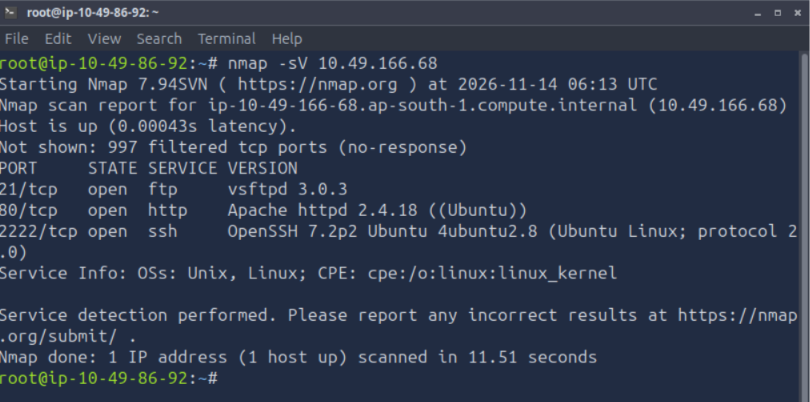 root@ip-10-49-86-92: ~
File Edit View Search Terminal Help
root@ip-10-49-86-92:~# nmap -sV 10.49.166.68
Starting Nmap 7.94SVN ( https://nmap.org ) at 2026-11-14 06:13 UTC
Nmap scan report for ip-10-49-166-68.ap-south-1.compute.internal (10.49.166.68)
Host is up (0.00043s latency).
Not shown: 997 filtered tcp ports (no-response)
PORT     STATE SERVICE VERSION
21/tcp   open  ftp     vsftpd 3.0.3
80/tcp   open  http    Apache httpd 2.4.18 ((Ubuntu))
2222/tcp open  ssh     OpenSSH 7.2p2 Ubuntu 4ubuntu2.8 (Ubuntu Linux; protocol 2
.0)
Service Info: OSs: Unix, Linux; CPE: cpe:/o:linux:linux_kernel
Service detection performed. Please report any incorrect results at https://nmap
.org/submit/ .
Nmap done: 1 IP address (1 host up) scanned in 11.51 seconds
root@ip-10-49-86-92:~#